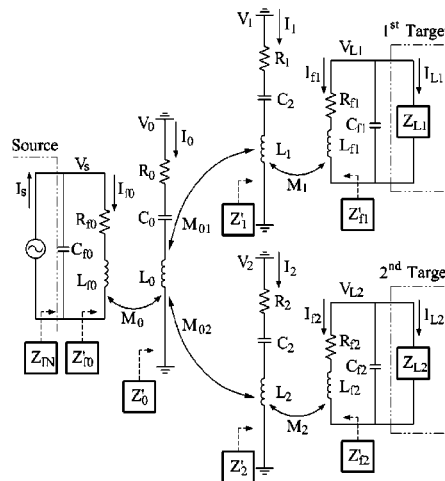 V1
I1
R1
C2
L1
M1
Z'1
1st Targe
VL1
If1
IL1
Rf1
Cf1
Lf1
ZL1
Z'f1
Source
Vs
Is
If0
Rf0
Cf0
Lf0
ZIN
Z'f0
V0
I0
R0
C0
L0
M0
Z'0
M01
M02
V2
I2
R2
C2
L2
M2
Z'2
2nd Targe
VL2
If2
IL2
Rf2
Cf2
Lf2
ZL2
Z'f2